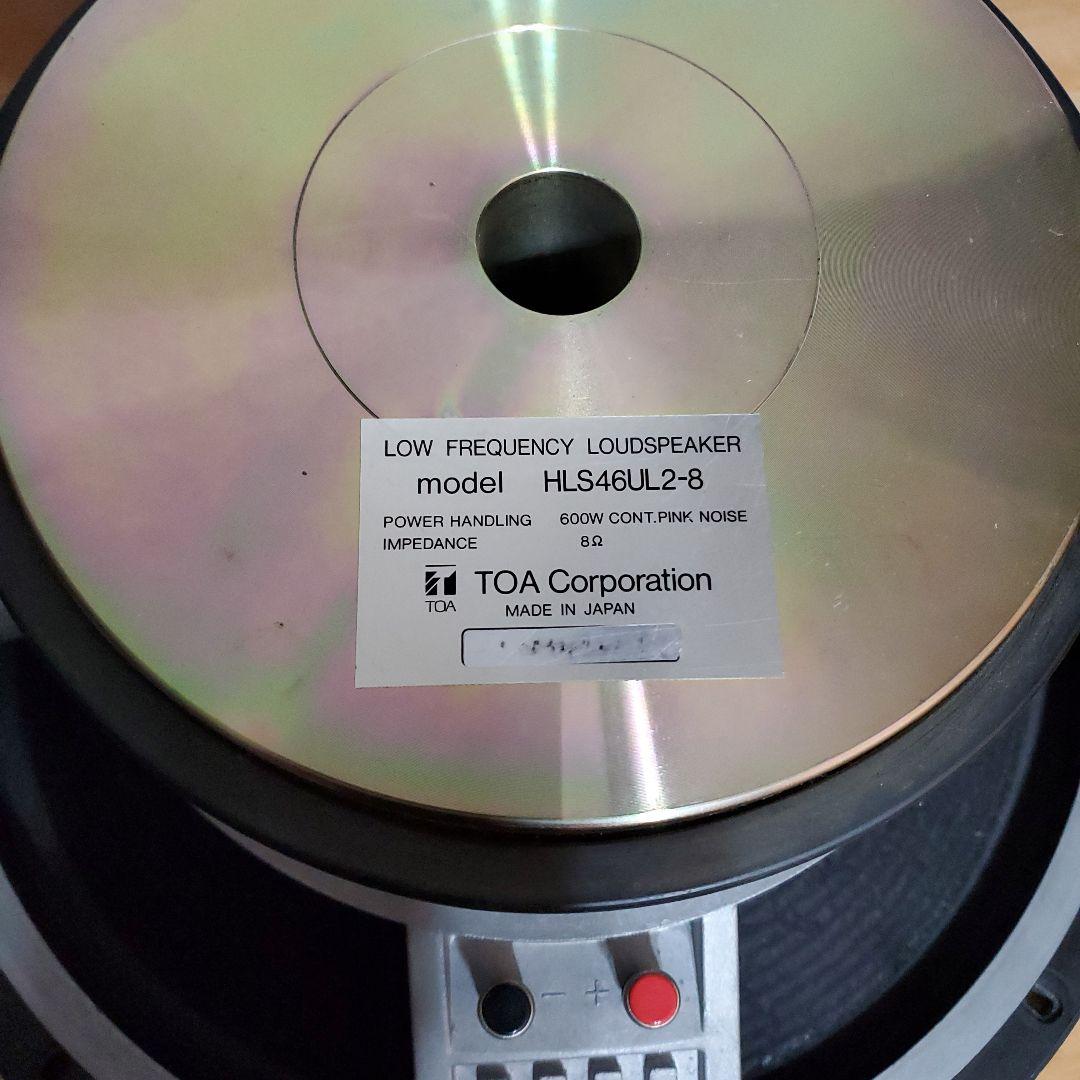 LOW FREQUENCY LOUDSPEAKER
model HLS46UL2-8
POWER HANDLING 600W CONT.PINK NOISE
IMPEDANCE 8Ω
TOA TOA Corporation
MADE IN JAPAN
− +